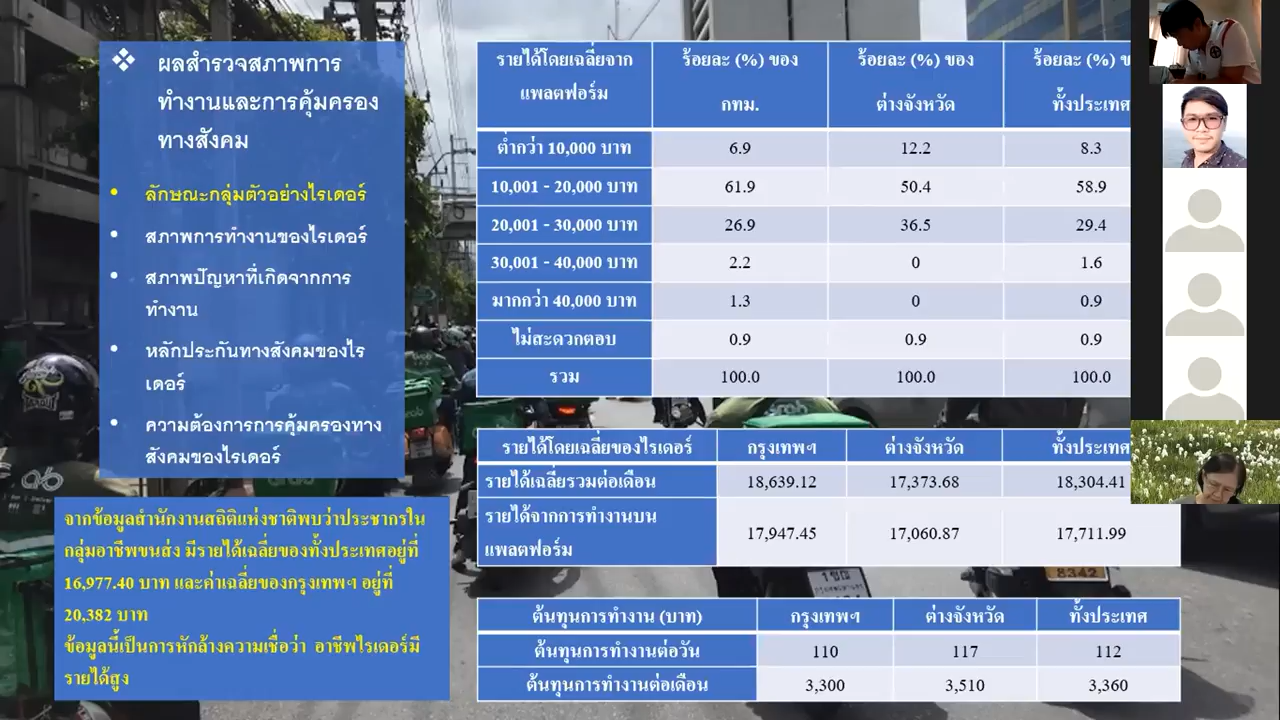 ผลสำรวจสภาพการ
ทำงานและการคุ้มครอง
ทางสังคม
ลักษณะกลุ่มตัวอย่างไรเดอร์
สภาพการทำงานของไรเดอร์
สภาพปัญหาที่เกิดจากการ
ทำงาน
หลักประกันทางสังคมของไร
เดอร์
ความต้องการการคุ้มครองทาง
สังคมของไรเดอร์
จากข้อมูลสำนักงานสถิติแห่งชาติพบว่าประชากรใน
กลุ่มอาชีพขนส่ง มีรายได้เฉลี่ยของทั้งประเทศอยู่ที่
16,977.40 บาท และค่าเฉลี่ยของกรุงเทพฯ อยู่ที่
20,382 บาท
ข้อมูลนี้เป็นการหักล้างความเชื่อว่า อาชีพไรเดอร์มี
รายได้สูง
รายได้โดยเฉลี่ยจาก
แพลตฟอร์ม
ร้อยละ (%) ของ
กทม.
ร้อยละ (%) ของ
ต่างจังหวัด
ร้อยละ (%) ข
ทั้งประเทศ
ต่ำกว่า 10,000 บาท 6.9 12.2 8.3
10,001 - 20,000 บาท 61.9 50.4 58.9
20,001 - 30,000 บาท 26.9 36.5 29.4
30,001 - 40,000 บาท 2.2 0 1.6
มากกว่า 40,000 บาท 1.3 0 0.9
ไม่สะดวกตอบ 0.9 0.9 0.9
รวม 100.0 100.0 100.0
รายได้โดยเฉลี่ยของไรเดอร์ กรุงเทพฯ ต่างจังหวัด ทั้งประเทศ
รายได้เฉลี่ยรวมต่อเดือน 18,639.12 17,373.68 18,304.41
รายได้จากการทำงานบน
แพลตฟอร์ม 17,947.45 17,060.87 17,711.99
ต้นทุนการทำงาน (บาท) กรุงเทพฯ ต่างจังหวัด ทั้งประเทศ
ต้นทุนการทำงานต่อวัน 110 117 112
ต้นทุนการทำงานต่อเดือน 3,300 3,510 3,360
Grab
8342